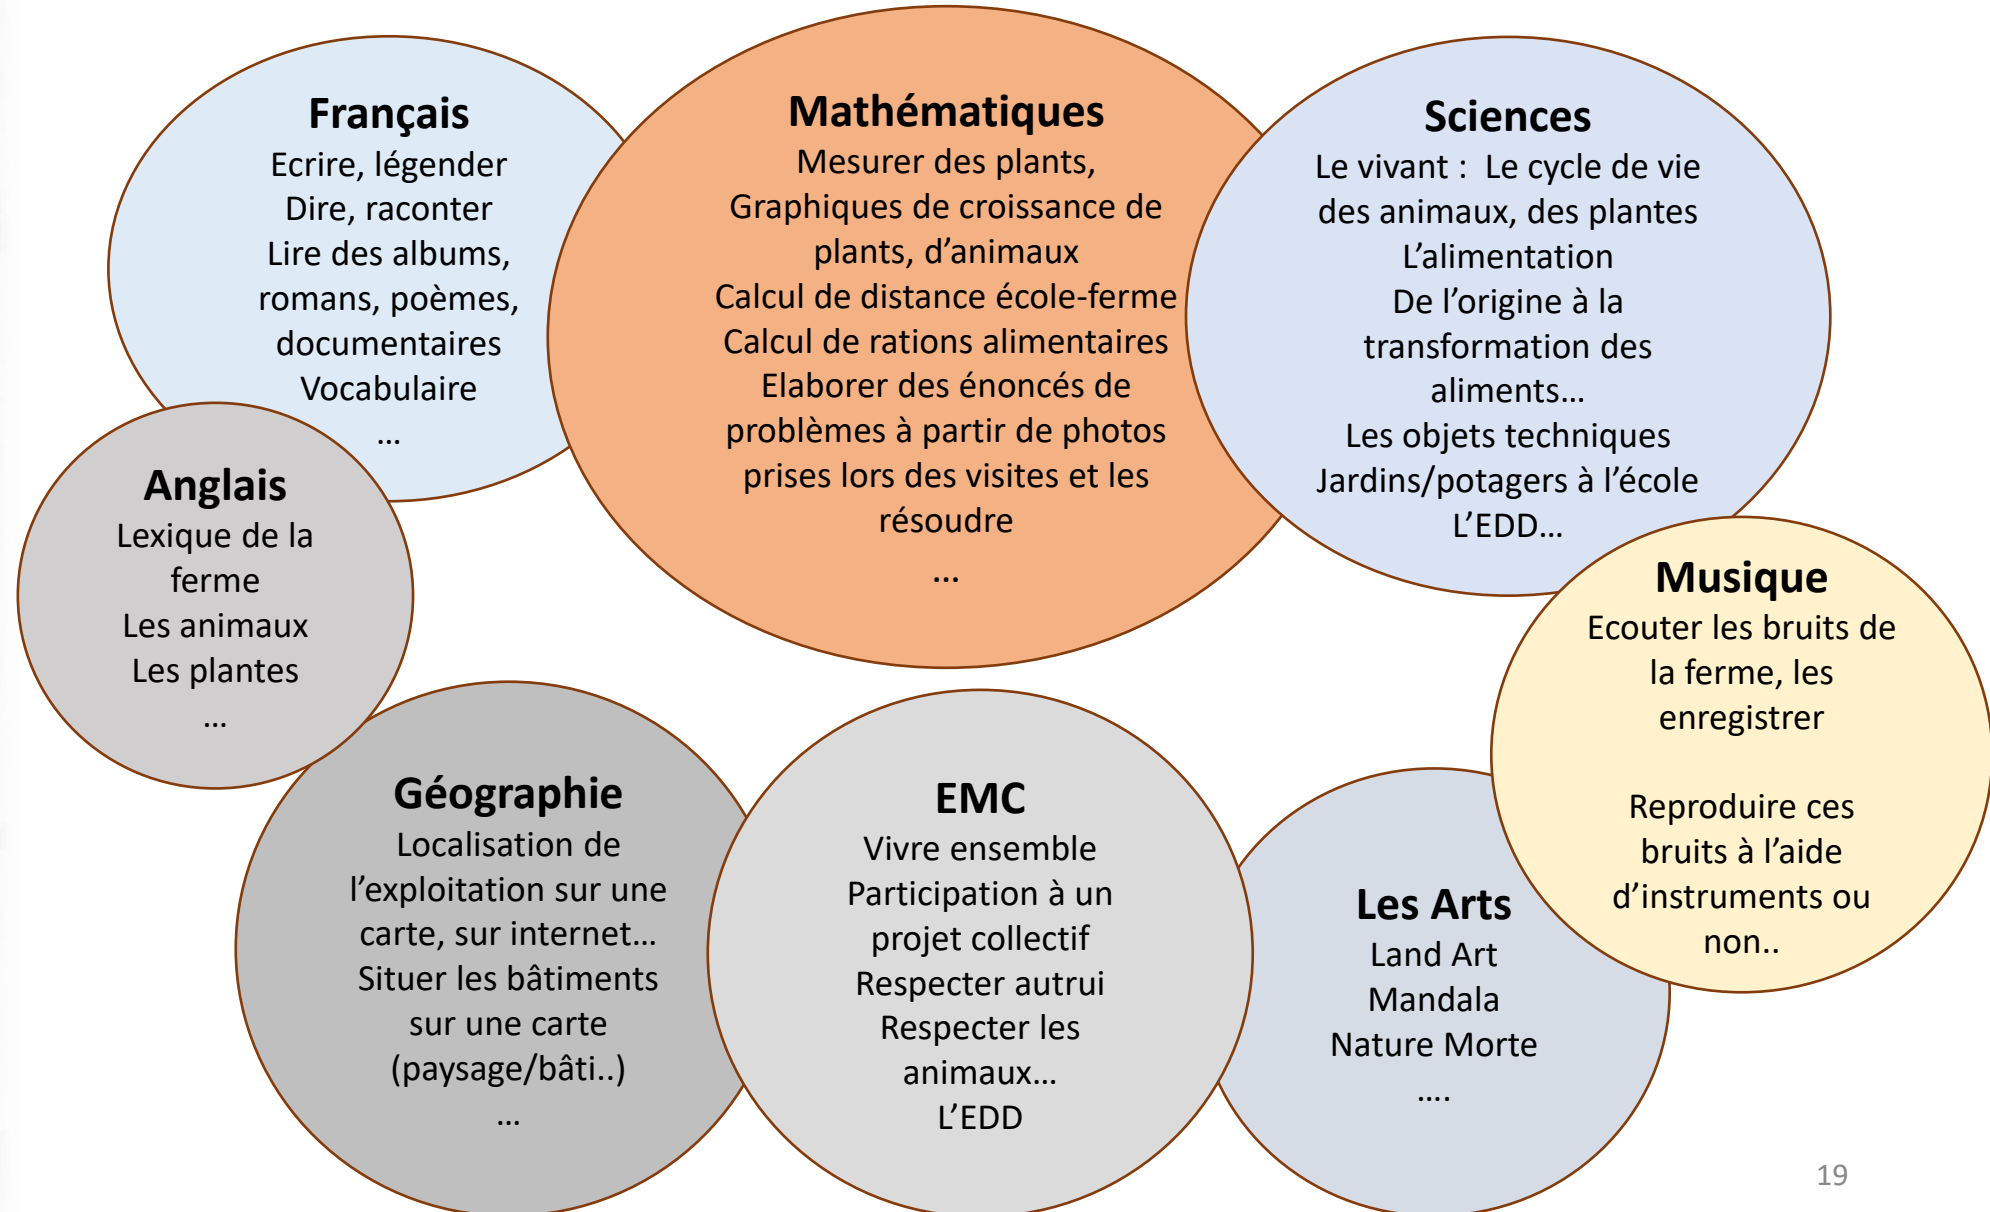 Français
Ecrire, légender
Dire, raconter
Lire des albums,
romans, poèmes,
documentaires
Vocabulaire
…
Mathématiques
Mesurer des plants,
Graphiques de croissance de
plants, d’animaux
Calcul de distance école-ferme
Calcul de rations alimentaires
Elaborer des énoncés de
problèmes à partir de photos
prises lors des visites et les
résoudre
…
Sciences
Le vivant :  Le cycle de vie
des animaux, des plantes
L’alimentation
De l’origine à la
transformation des
aliments…
Les objets techniques
Jardins/potagers à l’école
L’EDD…
Anglais
Lexique de la
ferme
Les animaux
Les plantes
…
Musique
Ecouter les bruits de
la ferme, les
enregistrer
Reproduire ces
bruits à l’aide
d’instruments ou
non..
Géographie
Localisation de
l’exploitation sur une
carte, sur internet…
Situer les bâtiments
sur une carte
(paysage/bâti..)
…
EMC
Vivre ensemble
Participation à un
projet collectif
Respecter autrui
Respecter les
animaux…
L’EDD
Les Arts
Land Art
Mandala
Nature Morte
….
19